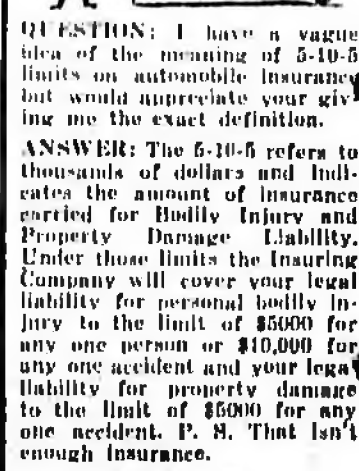 QUESTION: I have a vague
idea of the meaning of 5-10-5
limits on automobile insurance
but would appreciate your giv
ing me the exact definition.
ANSWER: The 5-10-5 refers to
thousands of dollars and indi-
cates the amount of insurance
carried for Bodily Injury and
Property Damage Liability.
Under those limits the Insuring
Company will cover your legal
liability for personal bodily in-
jury to the limit of $5000 for
any one person or $10,000 for
any one accident and your legal
liability for property damage
to the limit of $5000 for any
one accident. P. S. That Isn't
enough insurance.